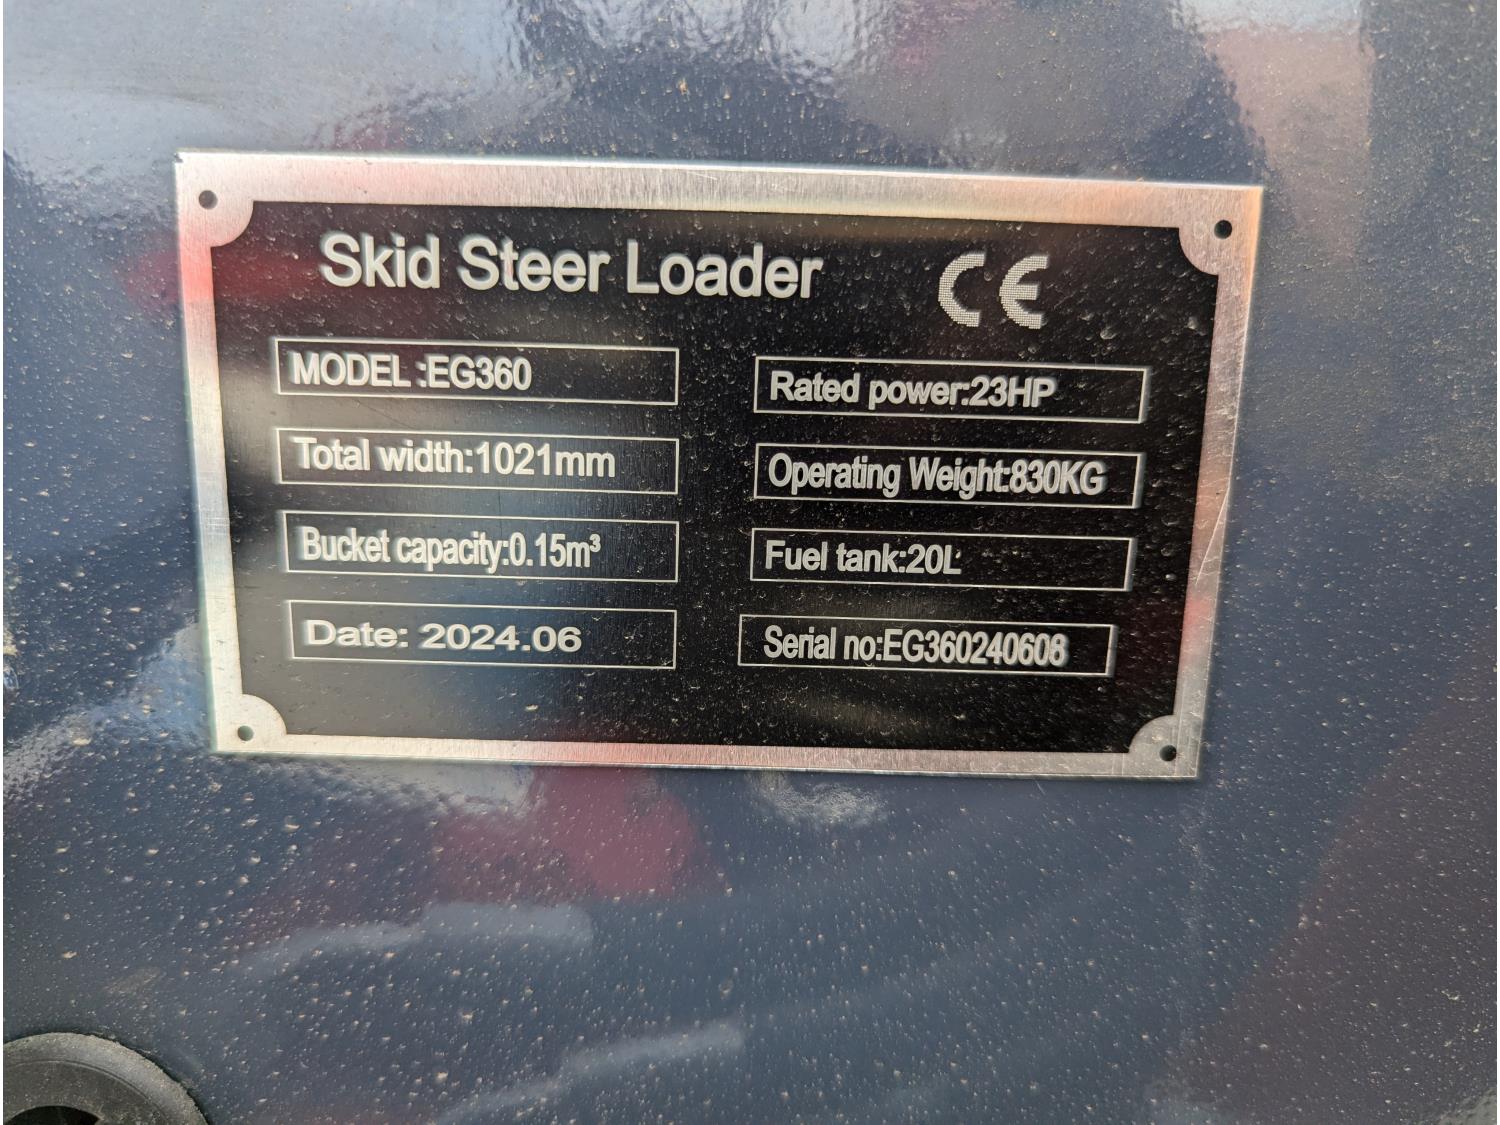 Skid Steer Loader CE
MODEL :EG360
Rated power:23HP
Total width:1021mm
Operating Weight:830KG
Bucket capacity:0.15m³
Fuel tank:20L
Date: 2024.06
Serial no:EG360240608